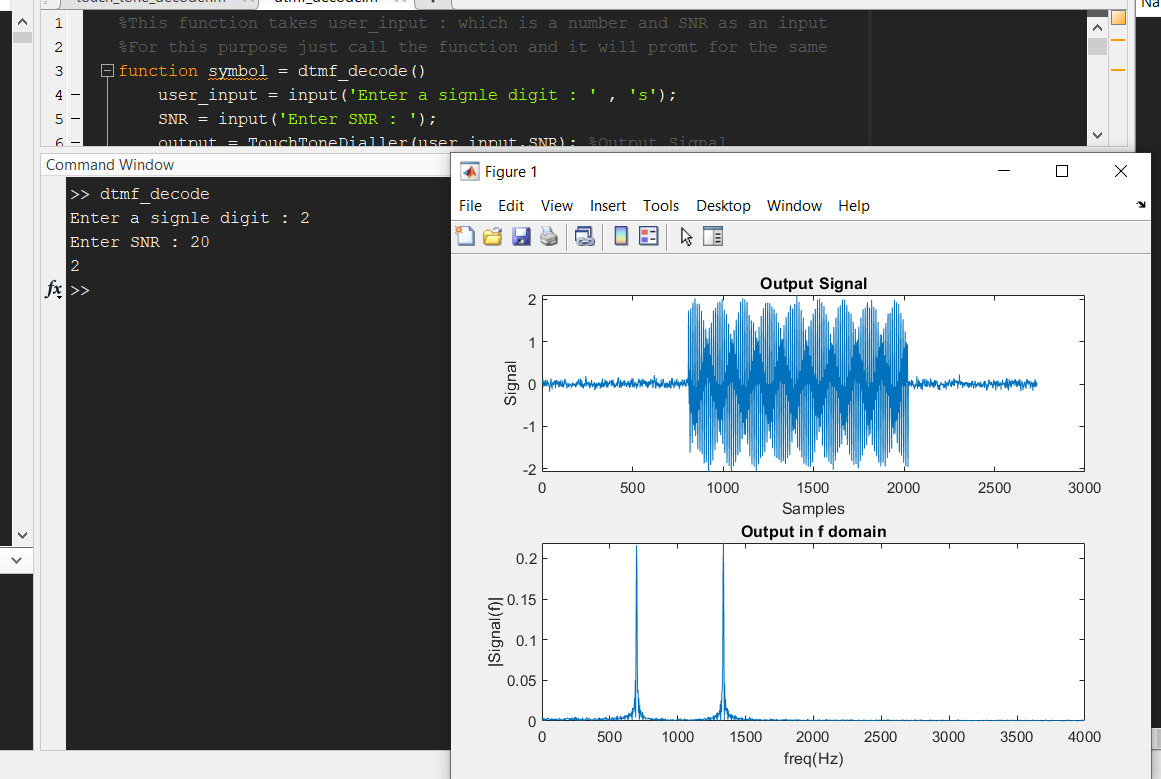 touch_tone_decoder.m
dtmf_decode.m
+
Na
1 %This function takes user_input : which is a number and SNR as an input
2 %For this purpose just call the function and it will promt for the same
3 function symbol = dtmf_decode()
4 – user_input = input('Enter a signle digit : ' , 's');
5 – SNR = input('Enter SNR : ');
6 – output = TouchToneDialler(user_input,SNR); %Output Signal
Command Window
>> dtmf_decode
Enter a signle digit : 2
Enter SNR : 20
2
fx >>
Figure 1
File Edit View Insert Tools Desktop Window Help
Output Signal
2
1
0
-1
-2
Signal
0 500 1000 1500 2000 2500 3000
Samples
Output in f domain
0.2
0.15
0.1
0.05
0
|Signal(f)|
0 500 1000 1500 2000 2500 3000 3500 4000
freq(Hz)